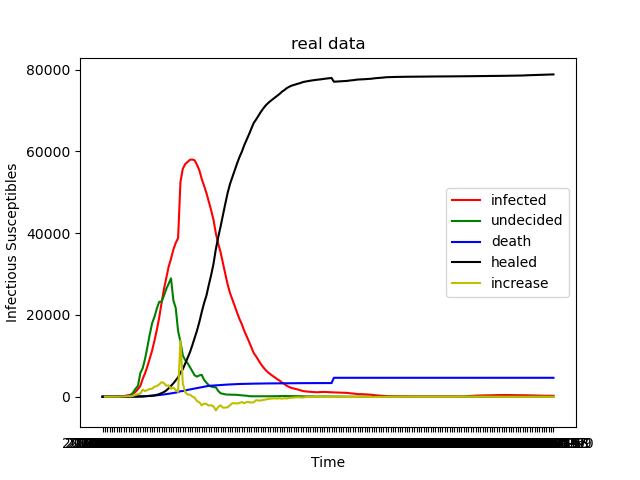 real data
Infectious Susceptibles
80000
60000
40000
20000
0
infected
undecided
death
healed
increase
Time